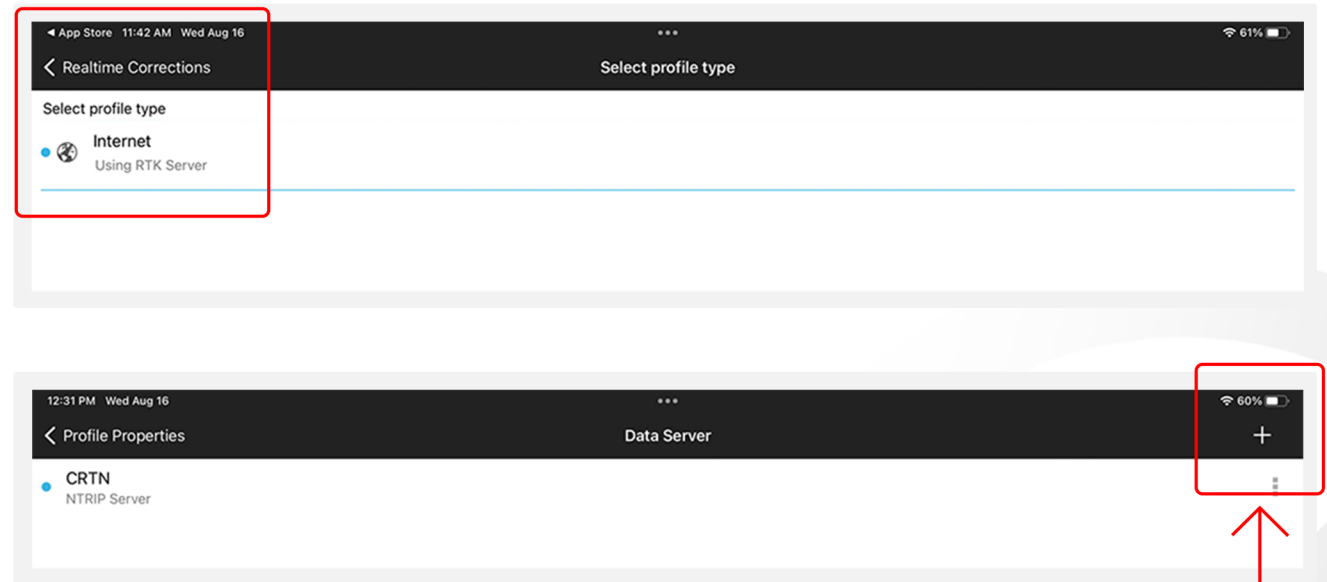 ◀ App Store 11:42 AM Wed Aug 16
61%
Realtime Corrections
Select profile type
Select profile type
Internet
Using RTK Server
12:31 PM Wed Aug 16
60%
Profile Properties
Data Server
+
CRTN
NTRIP Server